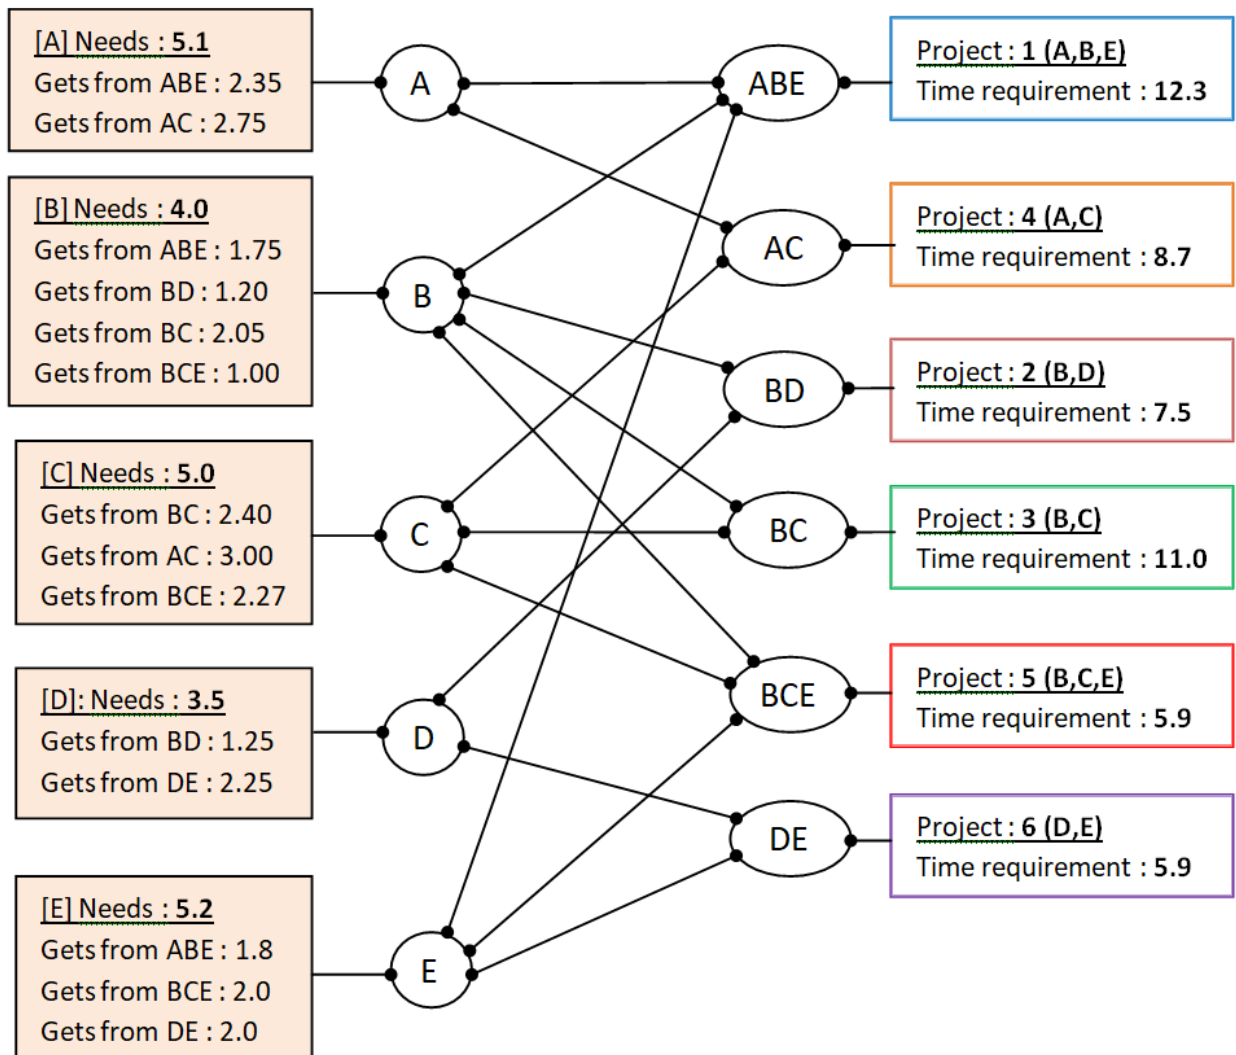 [A] Needs : 5.1
Gets from ABE : 2.35
Gets from AC : 2.75
[B] Needs : 4.0
Gets from ABE : 1.75
Gets from BD : 1.20
Gets from BC : 2.05
Gets from BCE : 1.00
[C] Needs : 5.0
Gets from BC : 2.40
Gets from AC : 3.00
Gets from BCE : 2.27
[D]: Needs : 3.5
Gets from BD : 1.25
Gets from DE : 2.25
[E] Needs : 5.2
Gets from ABE : 1.8
Gets from BCE : 2.0
Gets from DE : 2.0
A
B
C
D
E
ABE
AC
BD
BC
BCE
DE
Project : 1 (A,B,E)
Time requirement : 12.3
Project : 4 (A,C)
Time requirement : 8.7
Project : 2 (B,D)
Time requirement : 7.5
Project : 3 (B,C)
Time requirement : 11.0
Project : 5 (B,C,E)
Time requirement : 5.9
Project : 6 (D,E)
Time requirement : 5.9